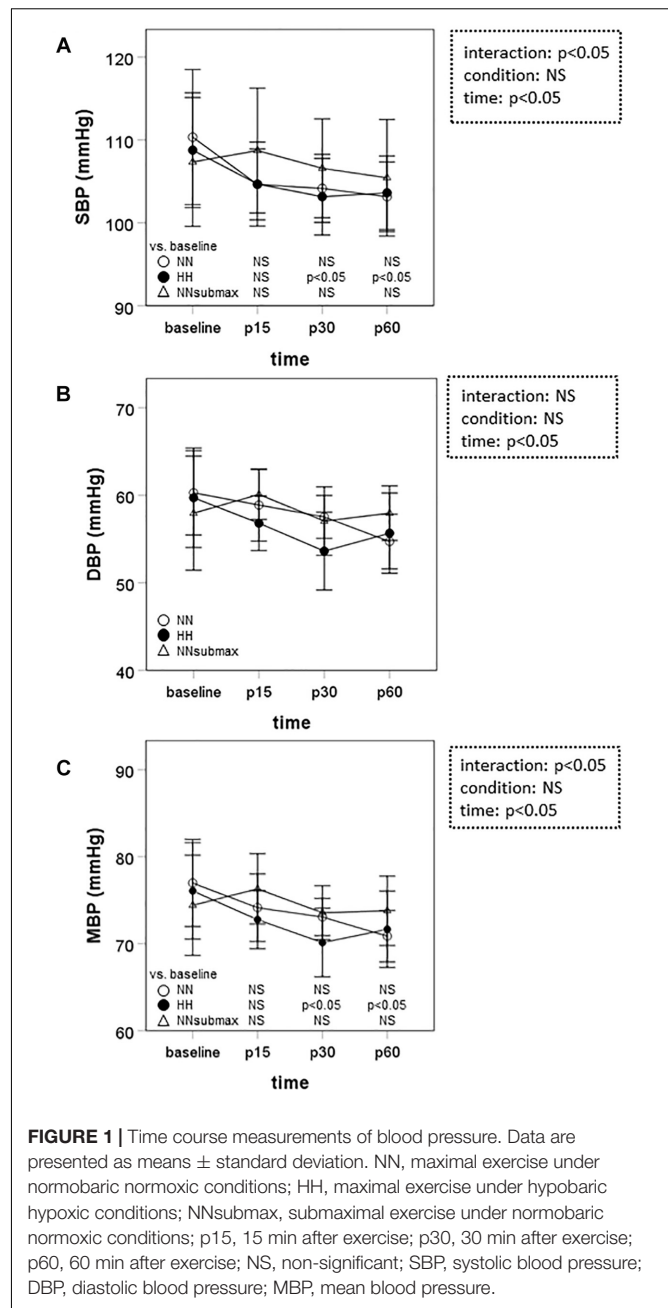 A
SBP (mmHg)
120
110
100
90
vs. baseline
○ NN NS NS NS
● HH NS p<0.05 p<0.05
△ NNsubmax NS NS NS
baseline p15 p30 p60
time
interaction: p<0.05
condition: NS
time: p<0.05
B
DBP (mmHg)
70
60
50
40
○ NN
● HH
△ NNsubmax
baseline p15 p30 p60
time
interaction: NS
condition: NS
time: p<0.05
C
MBP (mmHg)
90
80
70
60
vs. baseline
○ NN NS NS NS
● HH NS p<0.05 p<0.05
△ NNsubmax NS NS NS
baseline p15 p30 p60
time
interaction: p<0.05
condition: NS
time: p<0.05
FIGURE 1 | Time course measurements of blood pressure. Data are
presented as means ± standard deviation. NN, maximal exercise under
normobaric normoxic conditions; HH, maximal exercise under hypobaric
hypoxic conditions; NNsubmax, submaximal exercise under normobaric
normoxic conditions; p15, 15 min after exercise; p30, 30 min after exercise;
p60, 60 min after exercise; NS, non-significant; SBP, systolic blood pressure;
DBP, diastolic blood pressure; MBP, mean blood pressure.